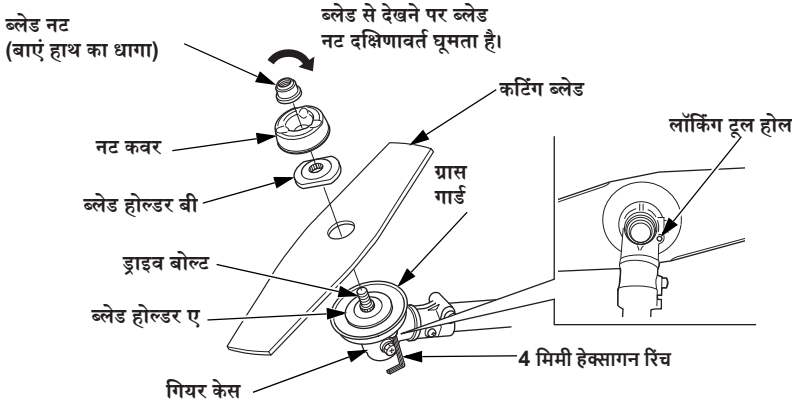 ब्लेड नट
(बाएं हाथ का धागा)
ब्लेड से देखने पर ब्लेड
नट दक्षिणावर्त घूमता है।
कटिंग ब्लेड
लॉकिंग टूल होल
नट कवर
ग्रास
गार्ड
ब्लेड होल्डर बी
ड्राइव बोल्ट
ब्लेड होल्डर ए
4 मिमी हेक्सागन रिंच
गियर केस